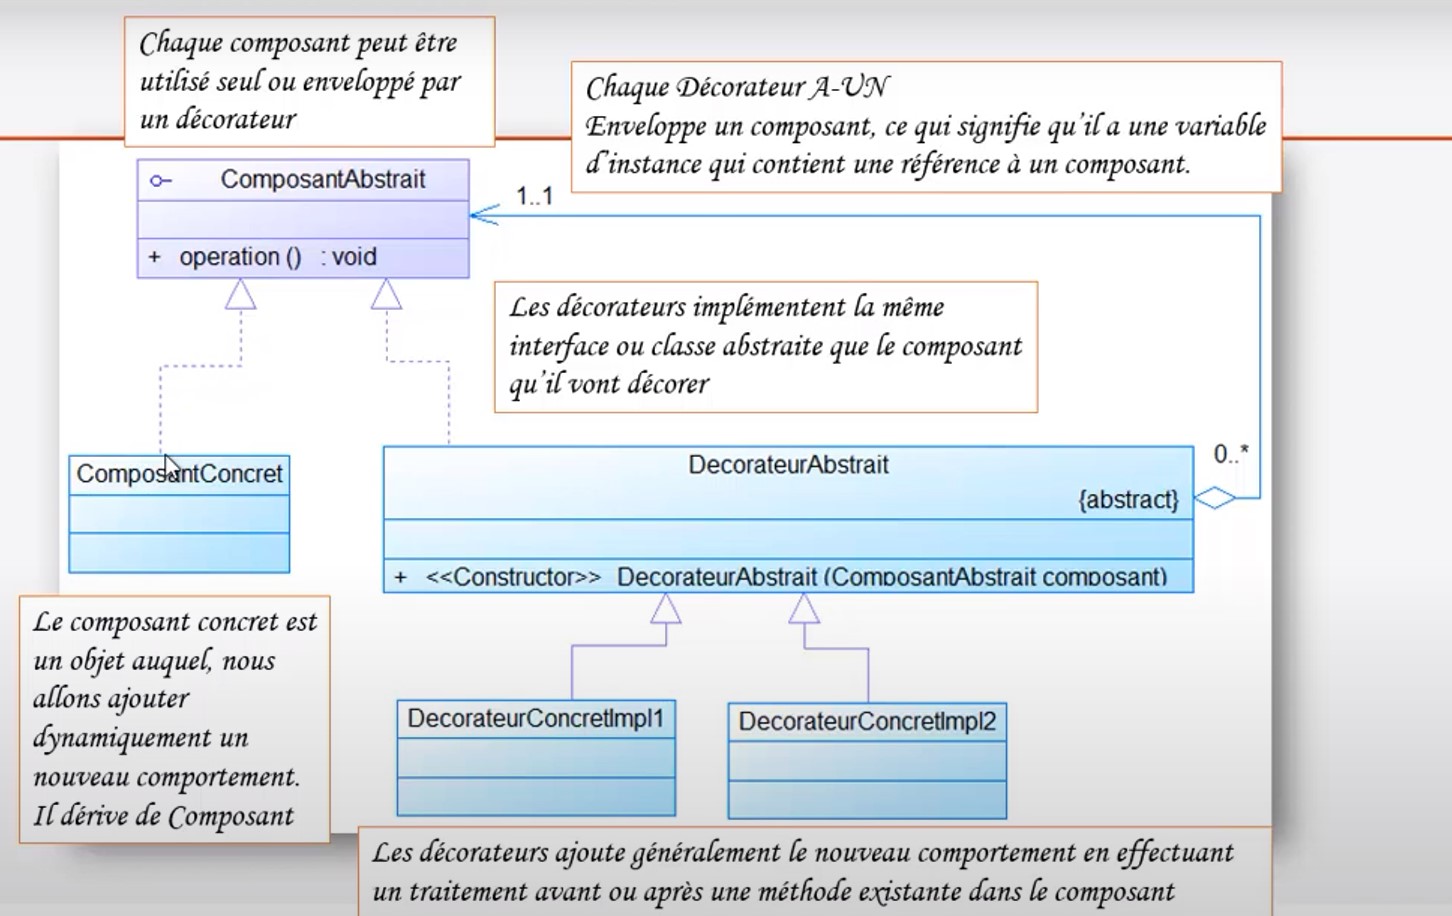 Chaque composant peut être
utilisé seul ou enveloppé par
un décorateur
Chaque Décorateur A-UN
Enveloppe un composant, ce qui signifie qu'il a une variable
d'instance qui contient une référence à un composant.
ComposantAbstrait
1..1
+ operation () : void
Les décorateurs implémentent la même
interface ou classe abstraite que le composant
qu'il vont décorer
0..*
ComposantConcret
DecorateurAbstrait
{abstract}
+ <<Constructor>> DecorateurAbstrait (ComposantAbstrait composant)
Le composant concret est
un objet auquel, nous
allons ajouter
dynamiquement un
nouveau comportement.
Il dérive de Composant
DecorateurConcretImpl1
DecorateurConcretImpl2
Les décorateurs ajoute généralement le nouveau comportement en effectuant
un traitement avant ou après une méthode existante dans le composant